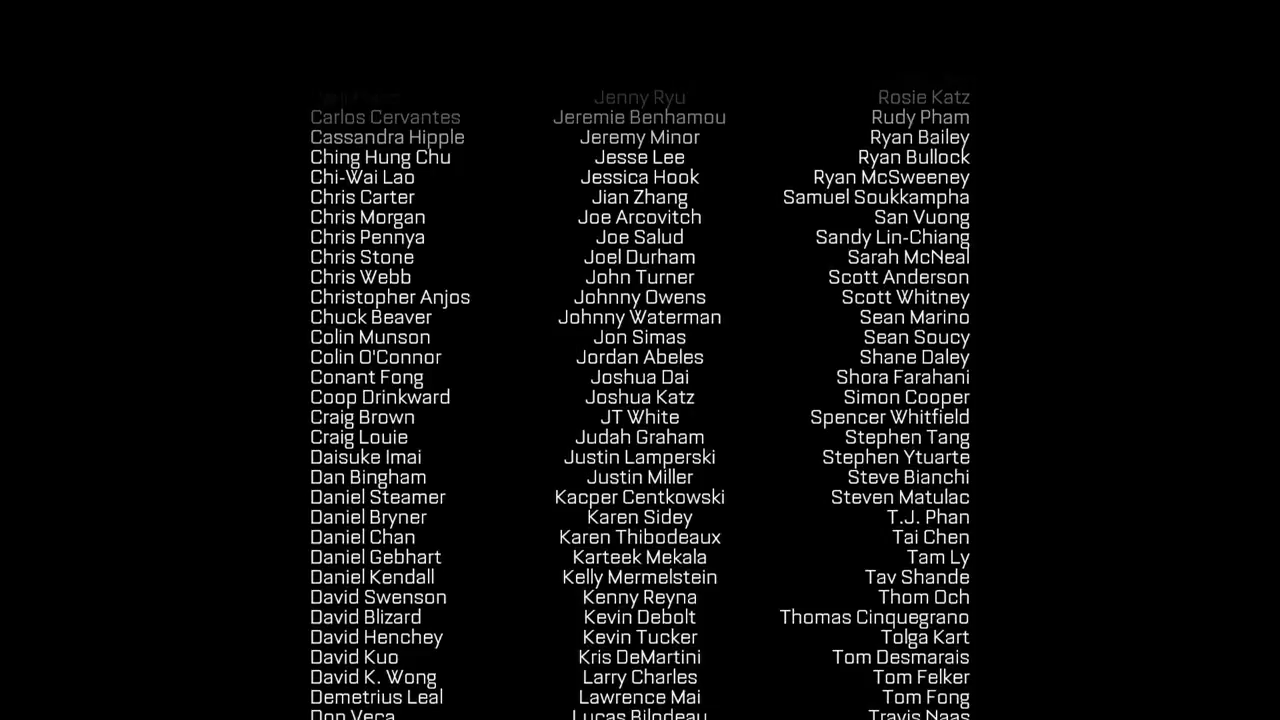 Jenny Ryu Rosie Katz
Carlos Cervantes Jeremie Benhamou Rudy Pham
Cassandra Hipple Jeremy Minor Ryan Bailey
Ching Hung Chu Jesse Lee Ryan Bullock
Chi-Wai Lao Jessica Hook Ryan McSweeney
Chris Carter Jian Zhang Samuel Soukkampha
Chris Morgan Joe Arcovitch San Vuong
Chris Pennya Joe Salud Sandy Lin-Chiang
Chris Stone Joel Durham Sarah McNeal
Chris Webb John Turner Scott Anderson
Christopher Anjos Johnny Owens Scott Whitney
Chuck Beaver Johnny Waterman Sean Marino
Colin Munson Jon Simas Sean Soucy
Colin O'Connor Jordan Abeles Shane Daley
Conant Fong Joshua Dai Shora Farahani
Coop Drinkward Joshua Katz Simon Cooper
Craig Brown JT White Spencer Whitfield
Craig Louie Judah Graham Stephen Tang
Daisuke Imai Justin Lamperski Stephen Ytuarte
Dan Bingham Justin Miller Steve Bianchi
Daniel Steamer Kacper Centkowski Steven Matulac
Daniel Bryner Karen Sidey T.J. Phan
Daniel Chan Karen Thibodeaux Tai Chen
Daniel Gebhart Karteek Mekala Tam Ly
Daniel Kendall Kelly Mermelstein Tav Shande
David Swenson Kenny Reyna Thom Och
David Blizard Kevin Debolt Thomas Cinquegrano
David Henchey Kevin Tucker Tolga Kart
David Kuo Kris DeMartini Tom Desmarais
David K. Wong Larry Charles Tom Felker
Demetrius Leal Lawrence Mai Tom Fong
Don Veca Lucas Bilodeau Travis Naas